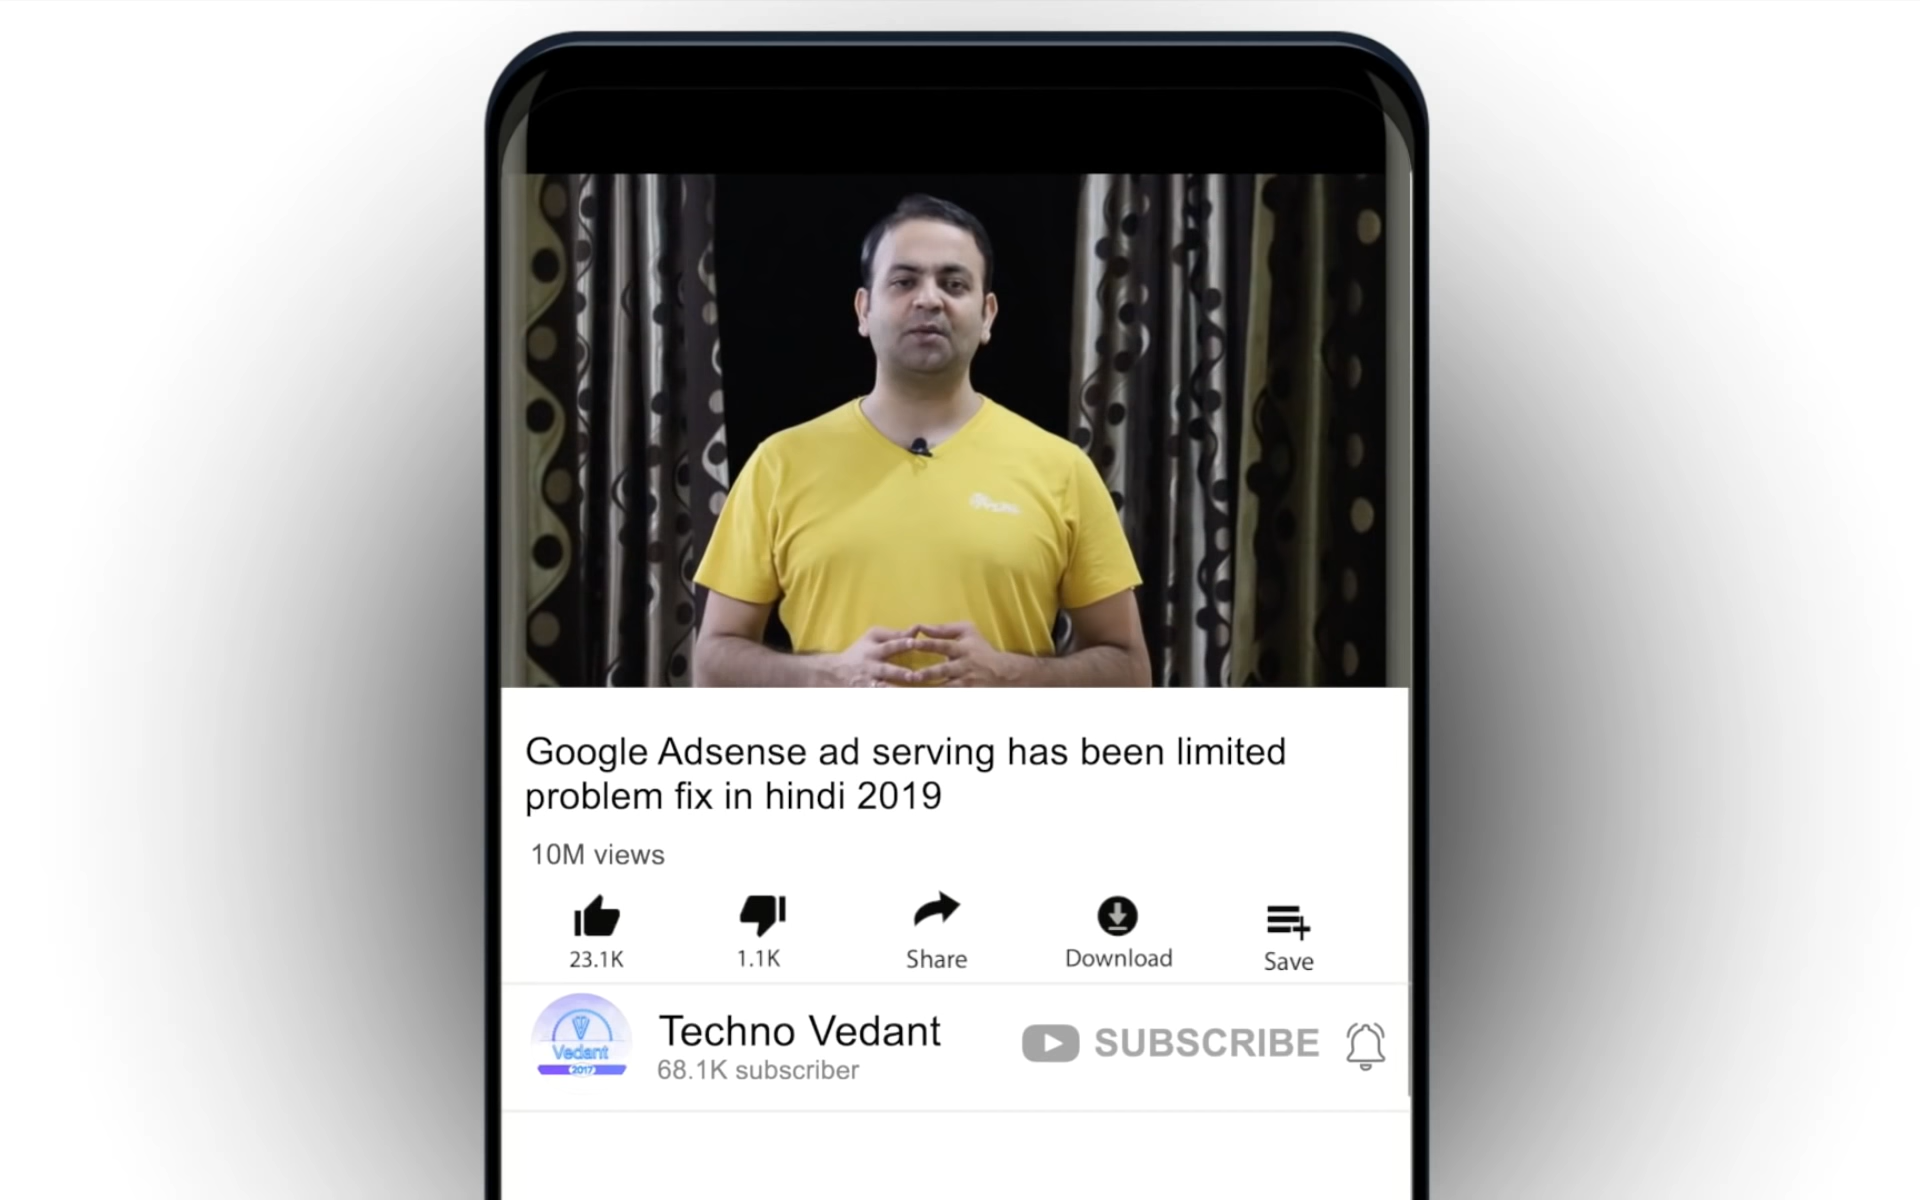 Google Adsense ad serving has been limited
problem fix in hindi 2019
10M views
23.1K
1.1K
Share
Download
Save
Techno Vedant
68.1K subscriber
SUBSCRIBE
Vedant
2017